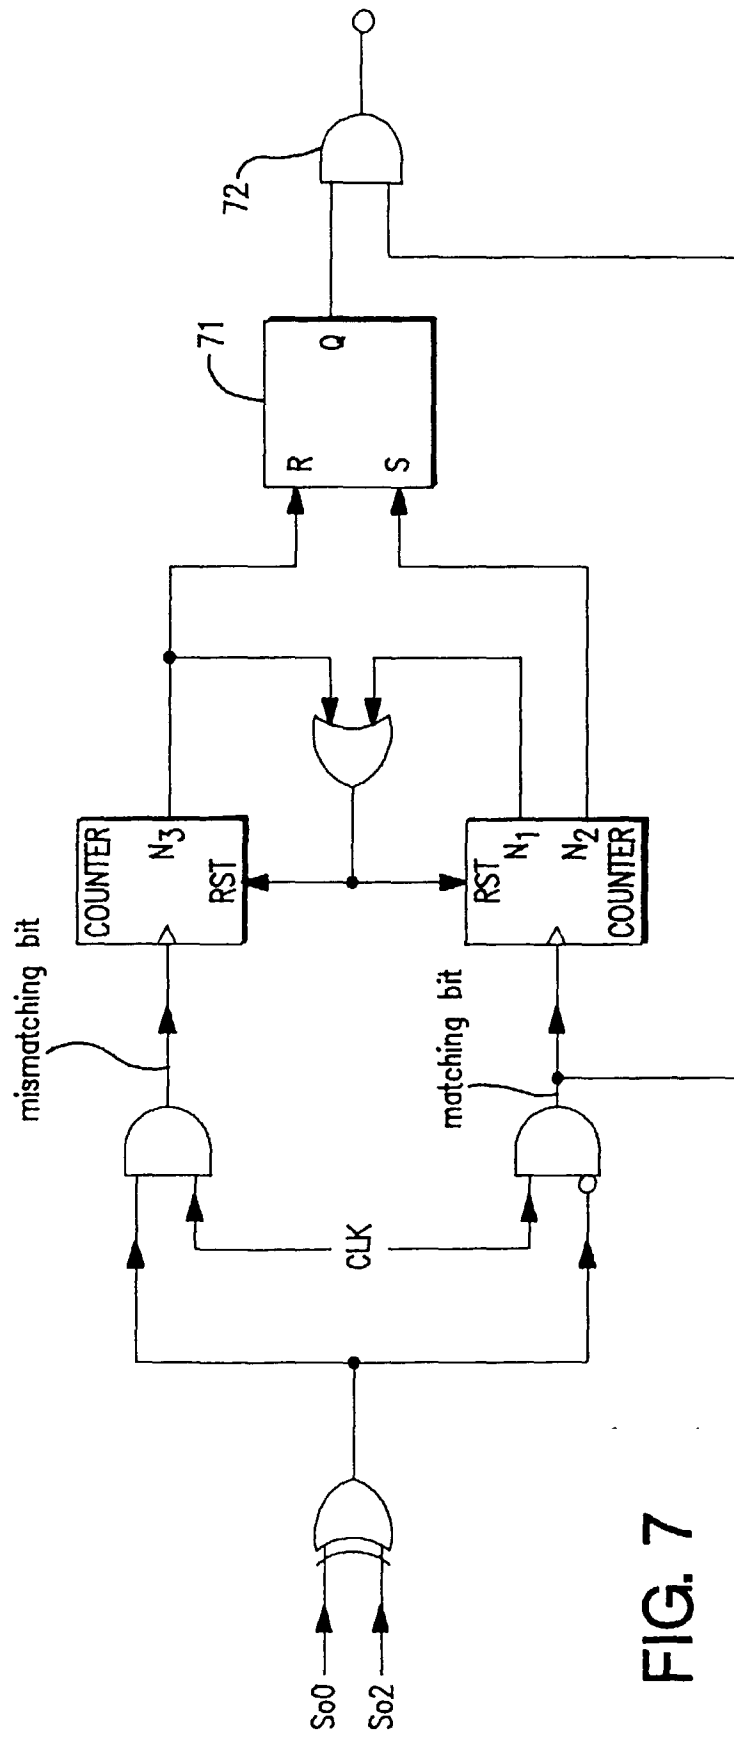 So0
So2
CLK
mismatching bit
matching bit
COUNTER
N3
RST
RST
N1
N2
COUNTER
71
R
S
Q
72
FIG. 7